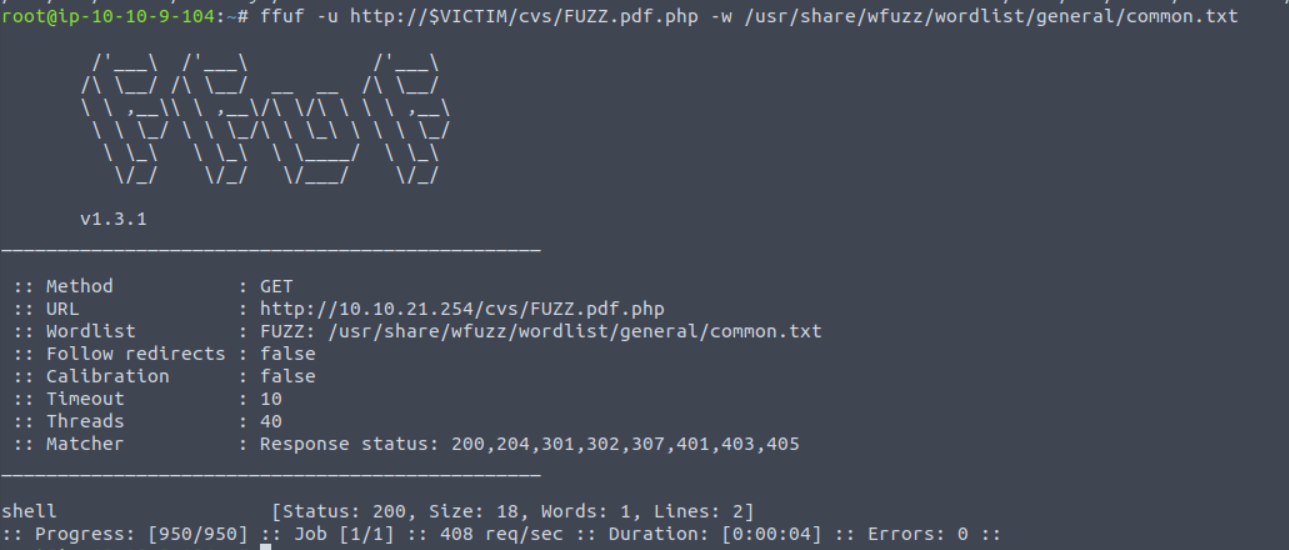 root@ip-10-10-9-104:~# ffuf -u http://$VICTIM/cvs/FUZZ.pdf.php -w /usr/share/wfuzz/wordlist/general/common.txt
v1.3.1
:: Method : GET
:: URL : http://10.10.21.254/cvs/FUZZ.pdf.php
:: Wordlist : FUZZ: /usr/share/wfuzz/wordlist/general/common.txt
:: Follow redirects : false
:: Calibration : false
:: Timeout : 10
:: Threads : 40
:: Matcher : Response status: 200,204,301,302,307,401,403,405
shell [Status: 200, Size: 18, Words: 1, Lines: 2]
:: Progress: [950/950] :: Job [1/1] :: 408 req/sec :: Duration: [0:00:04] :: Errors: 0 ::